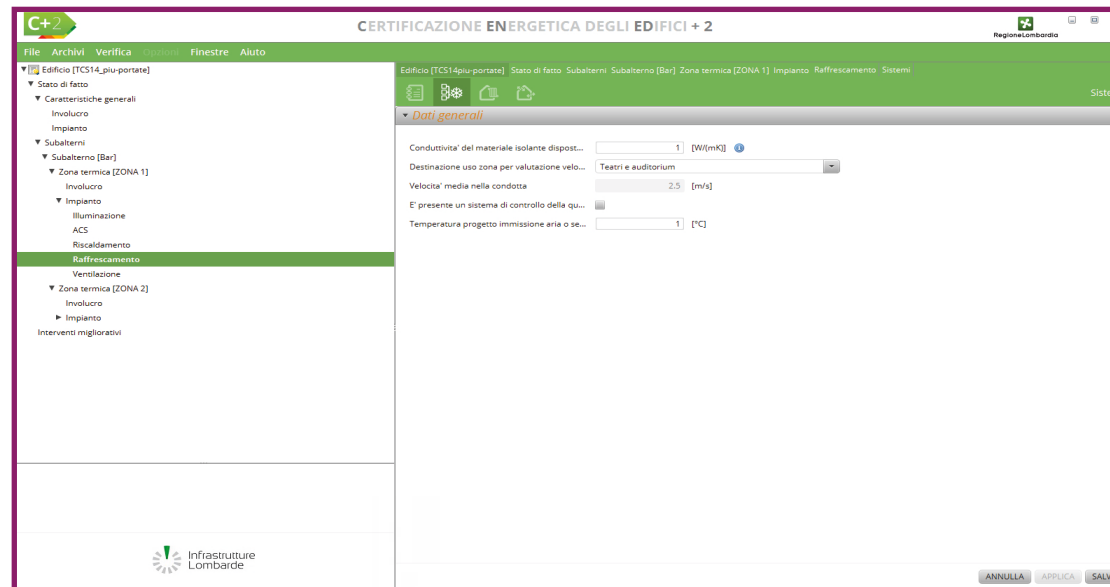 C+2
CERTIFICAZIONE ENERGETICA DEGLI EDIFICI + 2
RegioneLombardia
File Archivi Verifica Opzioni Finestre Aiuto
Edificio [TCS14_piu-portate]
Stato di fatto
Caratteristiche generali
Involucro
Impianto
Subalterni
Subalterno [Bar]
Zona termica [ZONA 1]
Involucro
Impianto
Illuminazione
ACS
Riscaldamento
Raffrescamento
Ventilazione
Zona termica [ZONA 2]
Involucro
Impianto
Interventi migliorativi
Infrastrutture
Lombarde
Edificio [TCS14piu-portate] Stato di fatto Subalterni Subalterno [Bar] Zona termica [ZONA 1] Impianto Raffrescamento Sistemi
Siste
Dati generali
Conduttivita' del materiale isolante dispost... 1 [W/(mK)]
Destinazione uso zona per valutazione velo... Teatri e auditorium
Velocita' media nella condotta 2.5 [m/s]
E' presente un sistema di controllo della qu...
Temperatura progetto immissione aria o se... 1 [°C]
ANNULLA APPLICA SALV